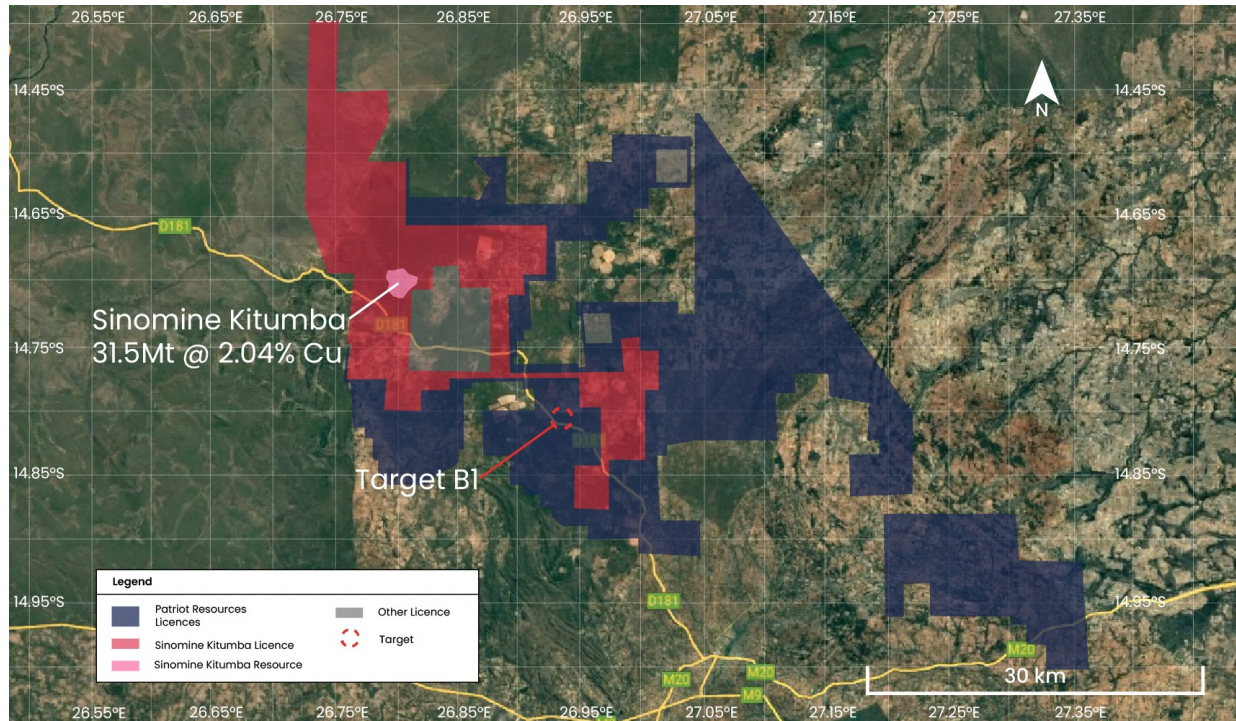 26.55°E 26.65°E 26.75°E 26.85°E 26.95°E 27.05°E 27.15°E 27.25°E 27.35°E
14.45°S 14.45°S
N
14.65°S 14.65°S
D181
Sinomine Kitumba
31.5Mt @ 2.04% Cu
D181
14.75°S 14.75°S
D181
14.85°S 14.85°S
Target B1
Legend
Patriot Resources
Licences
Other Licence
Sinomine Kitumba Licence
Target
Sinomine Kitumba Resource
14.95°S 14.95°S
D181
M20
M20
M20
M9
30 km
26.55°E 26.65°E 26.75°E 26.85°E 26.95°E 27.05°E 27.15°E 27.25°E 27.35°E